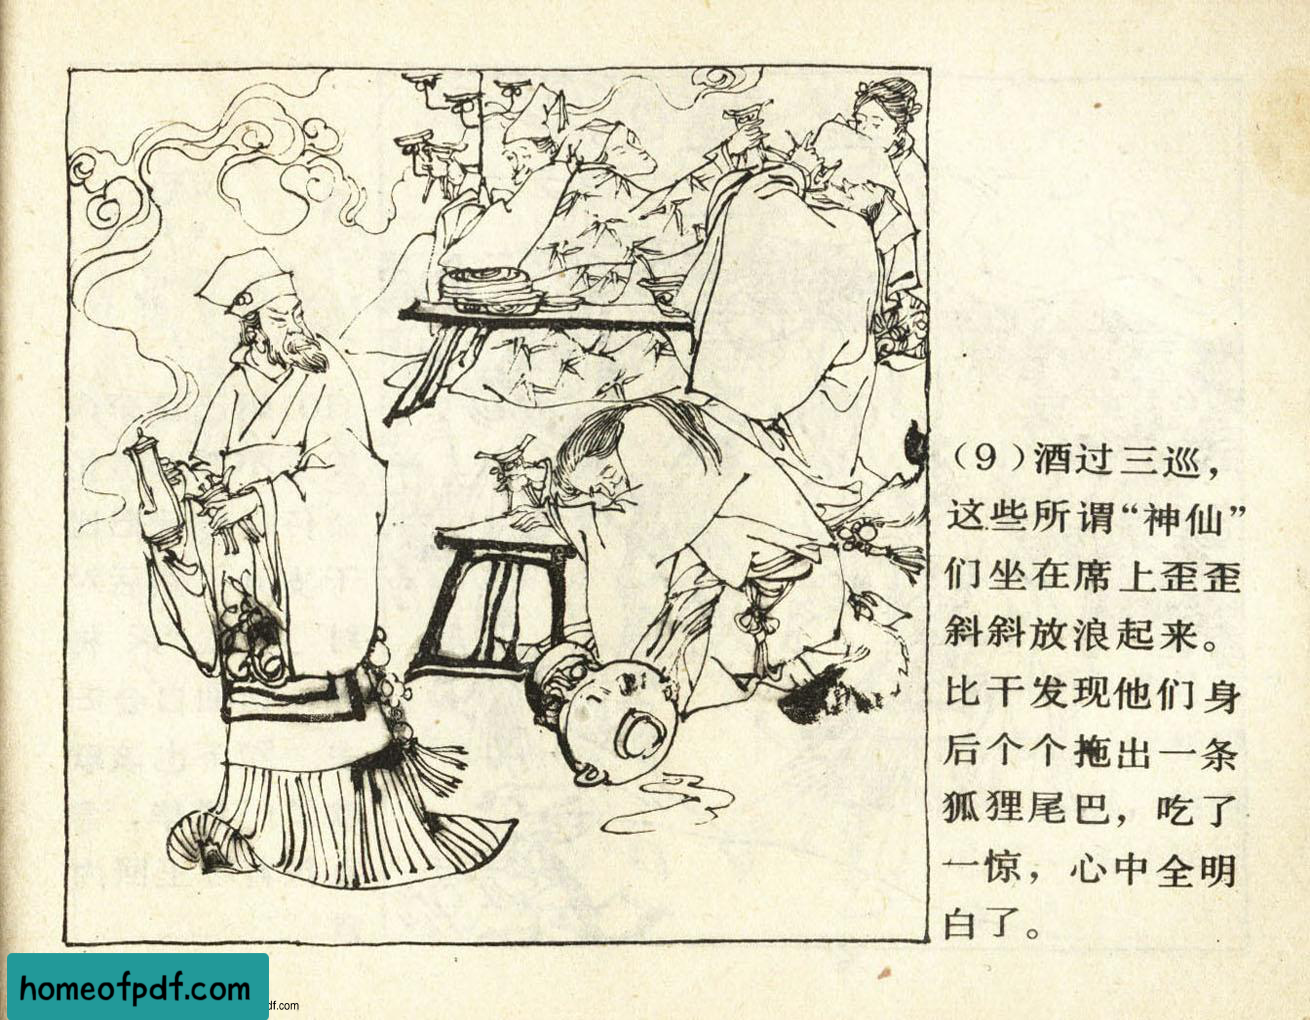 （9）酒过三巡，
这些所谓“神仙”
们坐在席上歪歪
斜斜放浪起来。
比干发现他们身
后个个拖出一条
狐狸尾巴，吃了
一惊，心中全明
白了。
homeofpdf.com
df.com